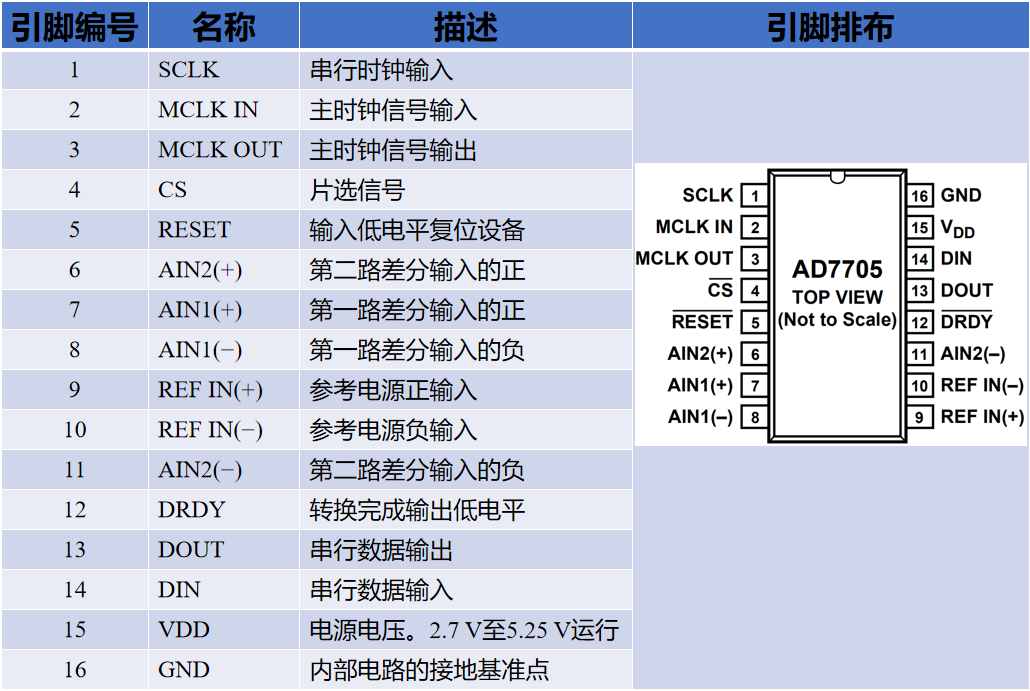 引脚编号 名称 描述 引脚排布
1 SCLK 串行时钟输入
2 MCLK IN 主时钟信号输入
3 MCLK OUT 主时钟信号输出
4 CS 片选信号
5 RESET 输入低电平复位设备
6 AIN2(+) 第二路差分输入的正
7 AIN1(+) 第一路差分输入的正
8 AIN1(−) 第一路差分输入的负
9 REF IN(+) 参考电源正输入
10 REF IN(−) 参考电源负输入
11 AIN2(−) 第二路差分输入的负
12 DRDY 转换完成输出低电平
13 DOUT 串行数据输出
14 DIN 串行数据输入
15 VDD 电源电压。2.7 V至5.25 V运行
16 GND 内部电路的接地基准点
SCLK 1 16 GND
MCLK IN 2 15 VDD
MCLK OUT 3 14 DIN
CS 4 13 DOUT
RESET 5 12 DRDY
AIN2(+) 6 11 AIN2(–)
AIN1(+) 7 10 REF IN(–)
AIN1(–) 8 9 REF IN(+)
AD7705
TOP VIEW
(Not to Scale)